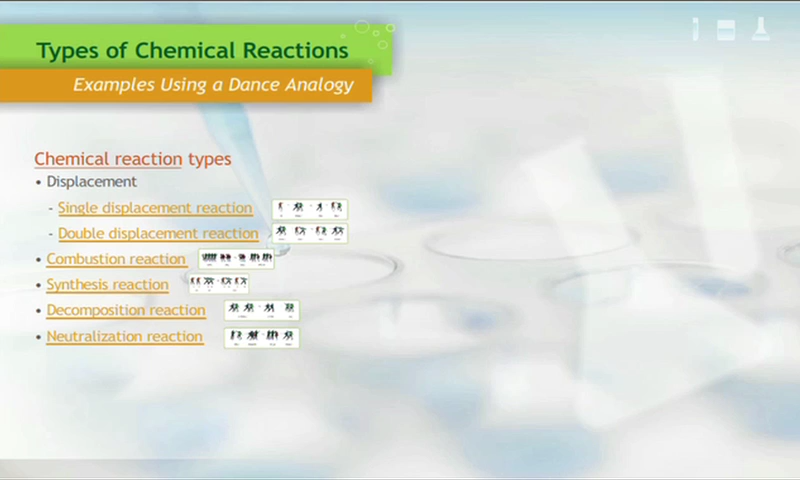 Types of Chemical Reactions
Examples Using a Dance Analogy
Chemical reaction types
• Displacement
- Single displacement reaction
- Double displacement reaction
• Combustion reaction
• Synthesis reaction
• Decomposition reaction
• Neutralization reaction